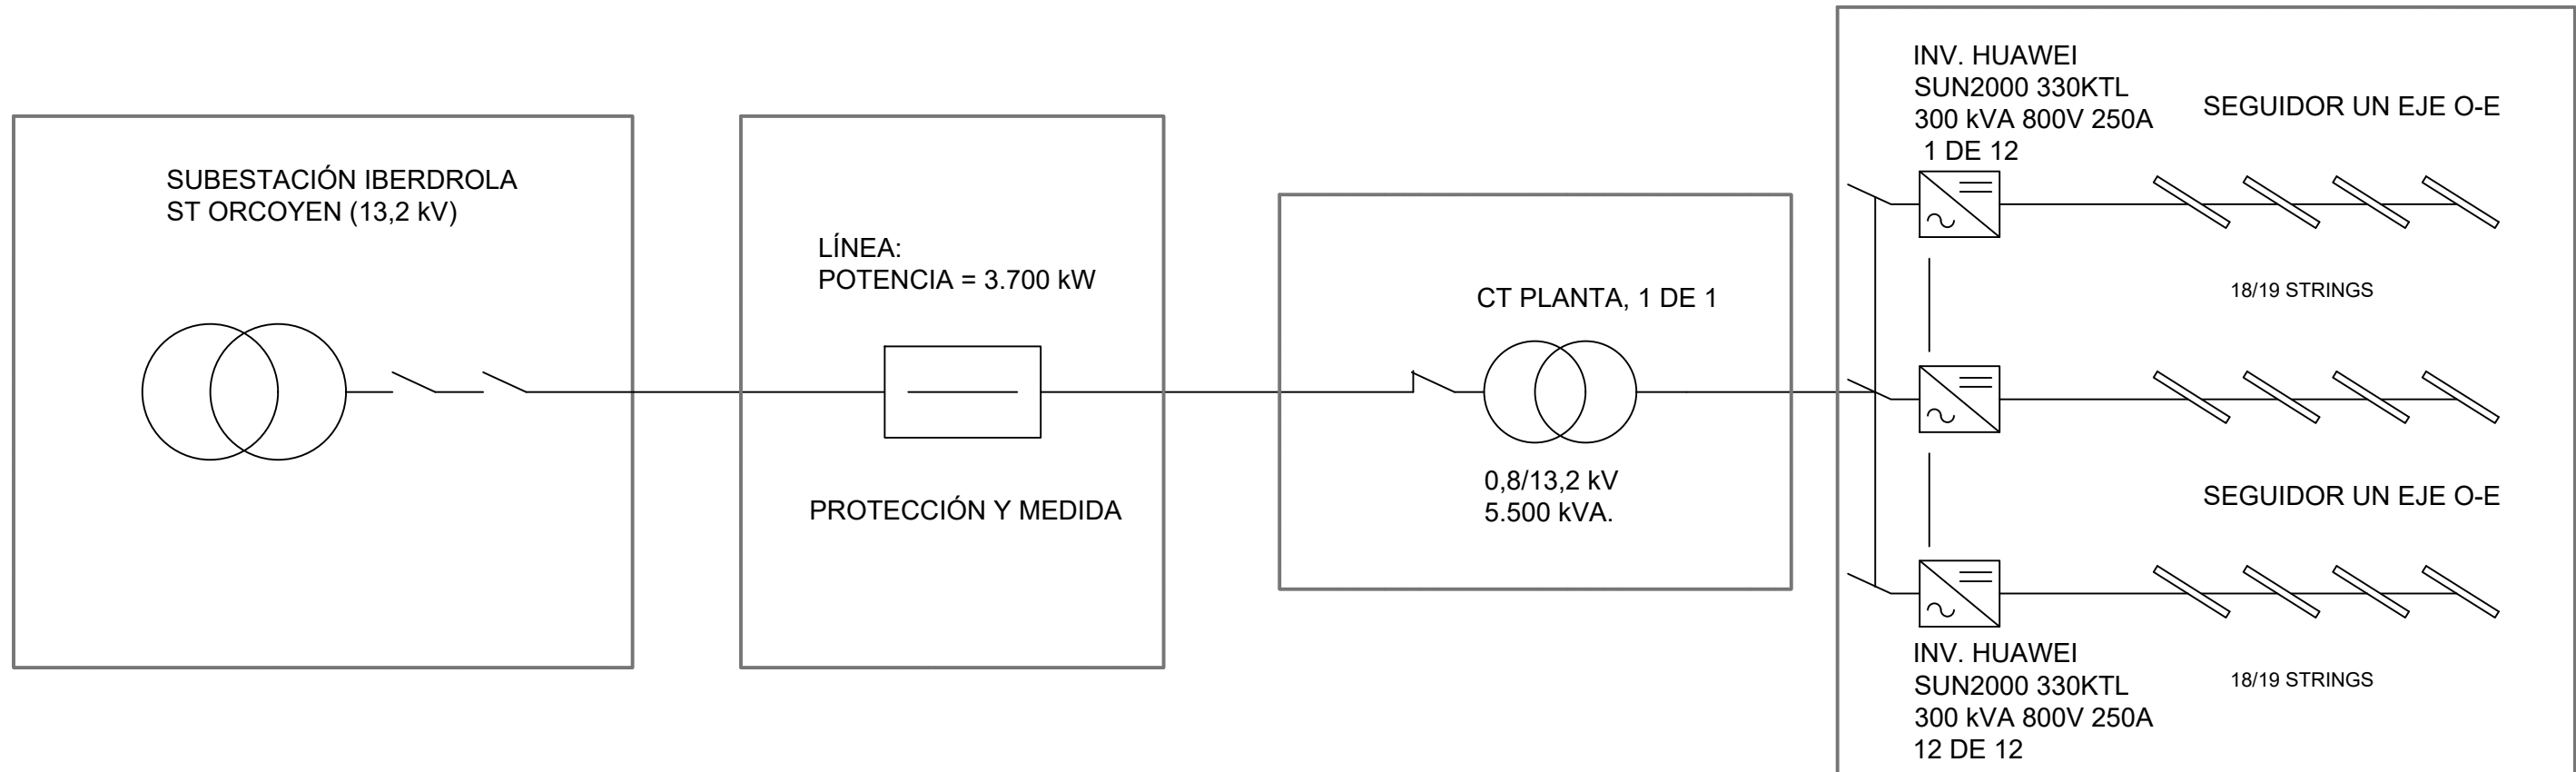 SUBESTACIÓN IBERDROLA
ST ORCOYEN (13,2 kV)
LÍNEA:
POTENCIA = 3.700 kW
PROTECCIÓN Y MEDIDA
CT PLANTA, 1 DE 1
0,8/13,2 kV
5.500 kVA.
INV. HUAWEI
SUN2000 330KTL
300 kVA 800V 250A
1 DE 12
SEGUIDOR UN EJE O-E
18/19 STRINGS
SEGUIDOR UN EJE O-E
INV. HUAWEI
SUN2000 330KTL
300 kVA 800V 250A
12 DE 12
18/19 STRINGS